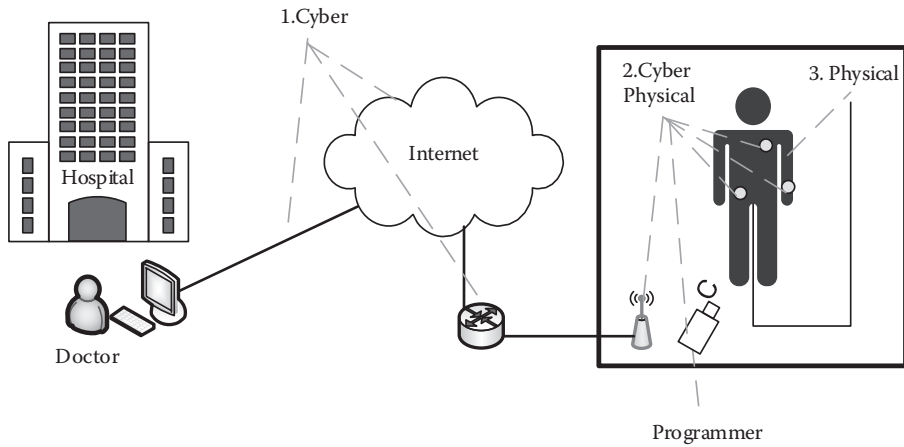 1.Cyber
2.Cyber
Physical
3. Physical
Internet
Hospital
Doctor
Programmer